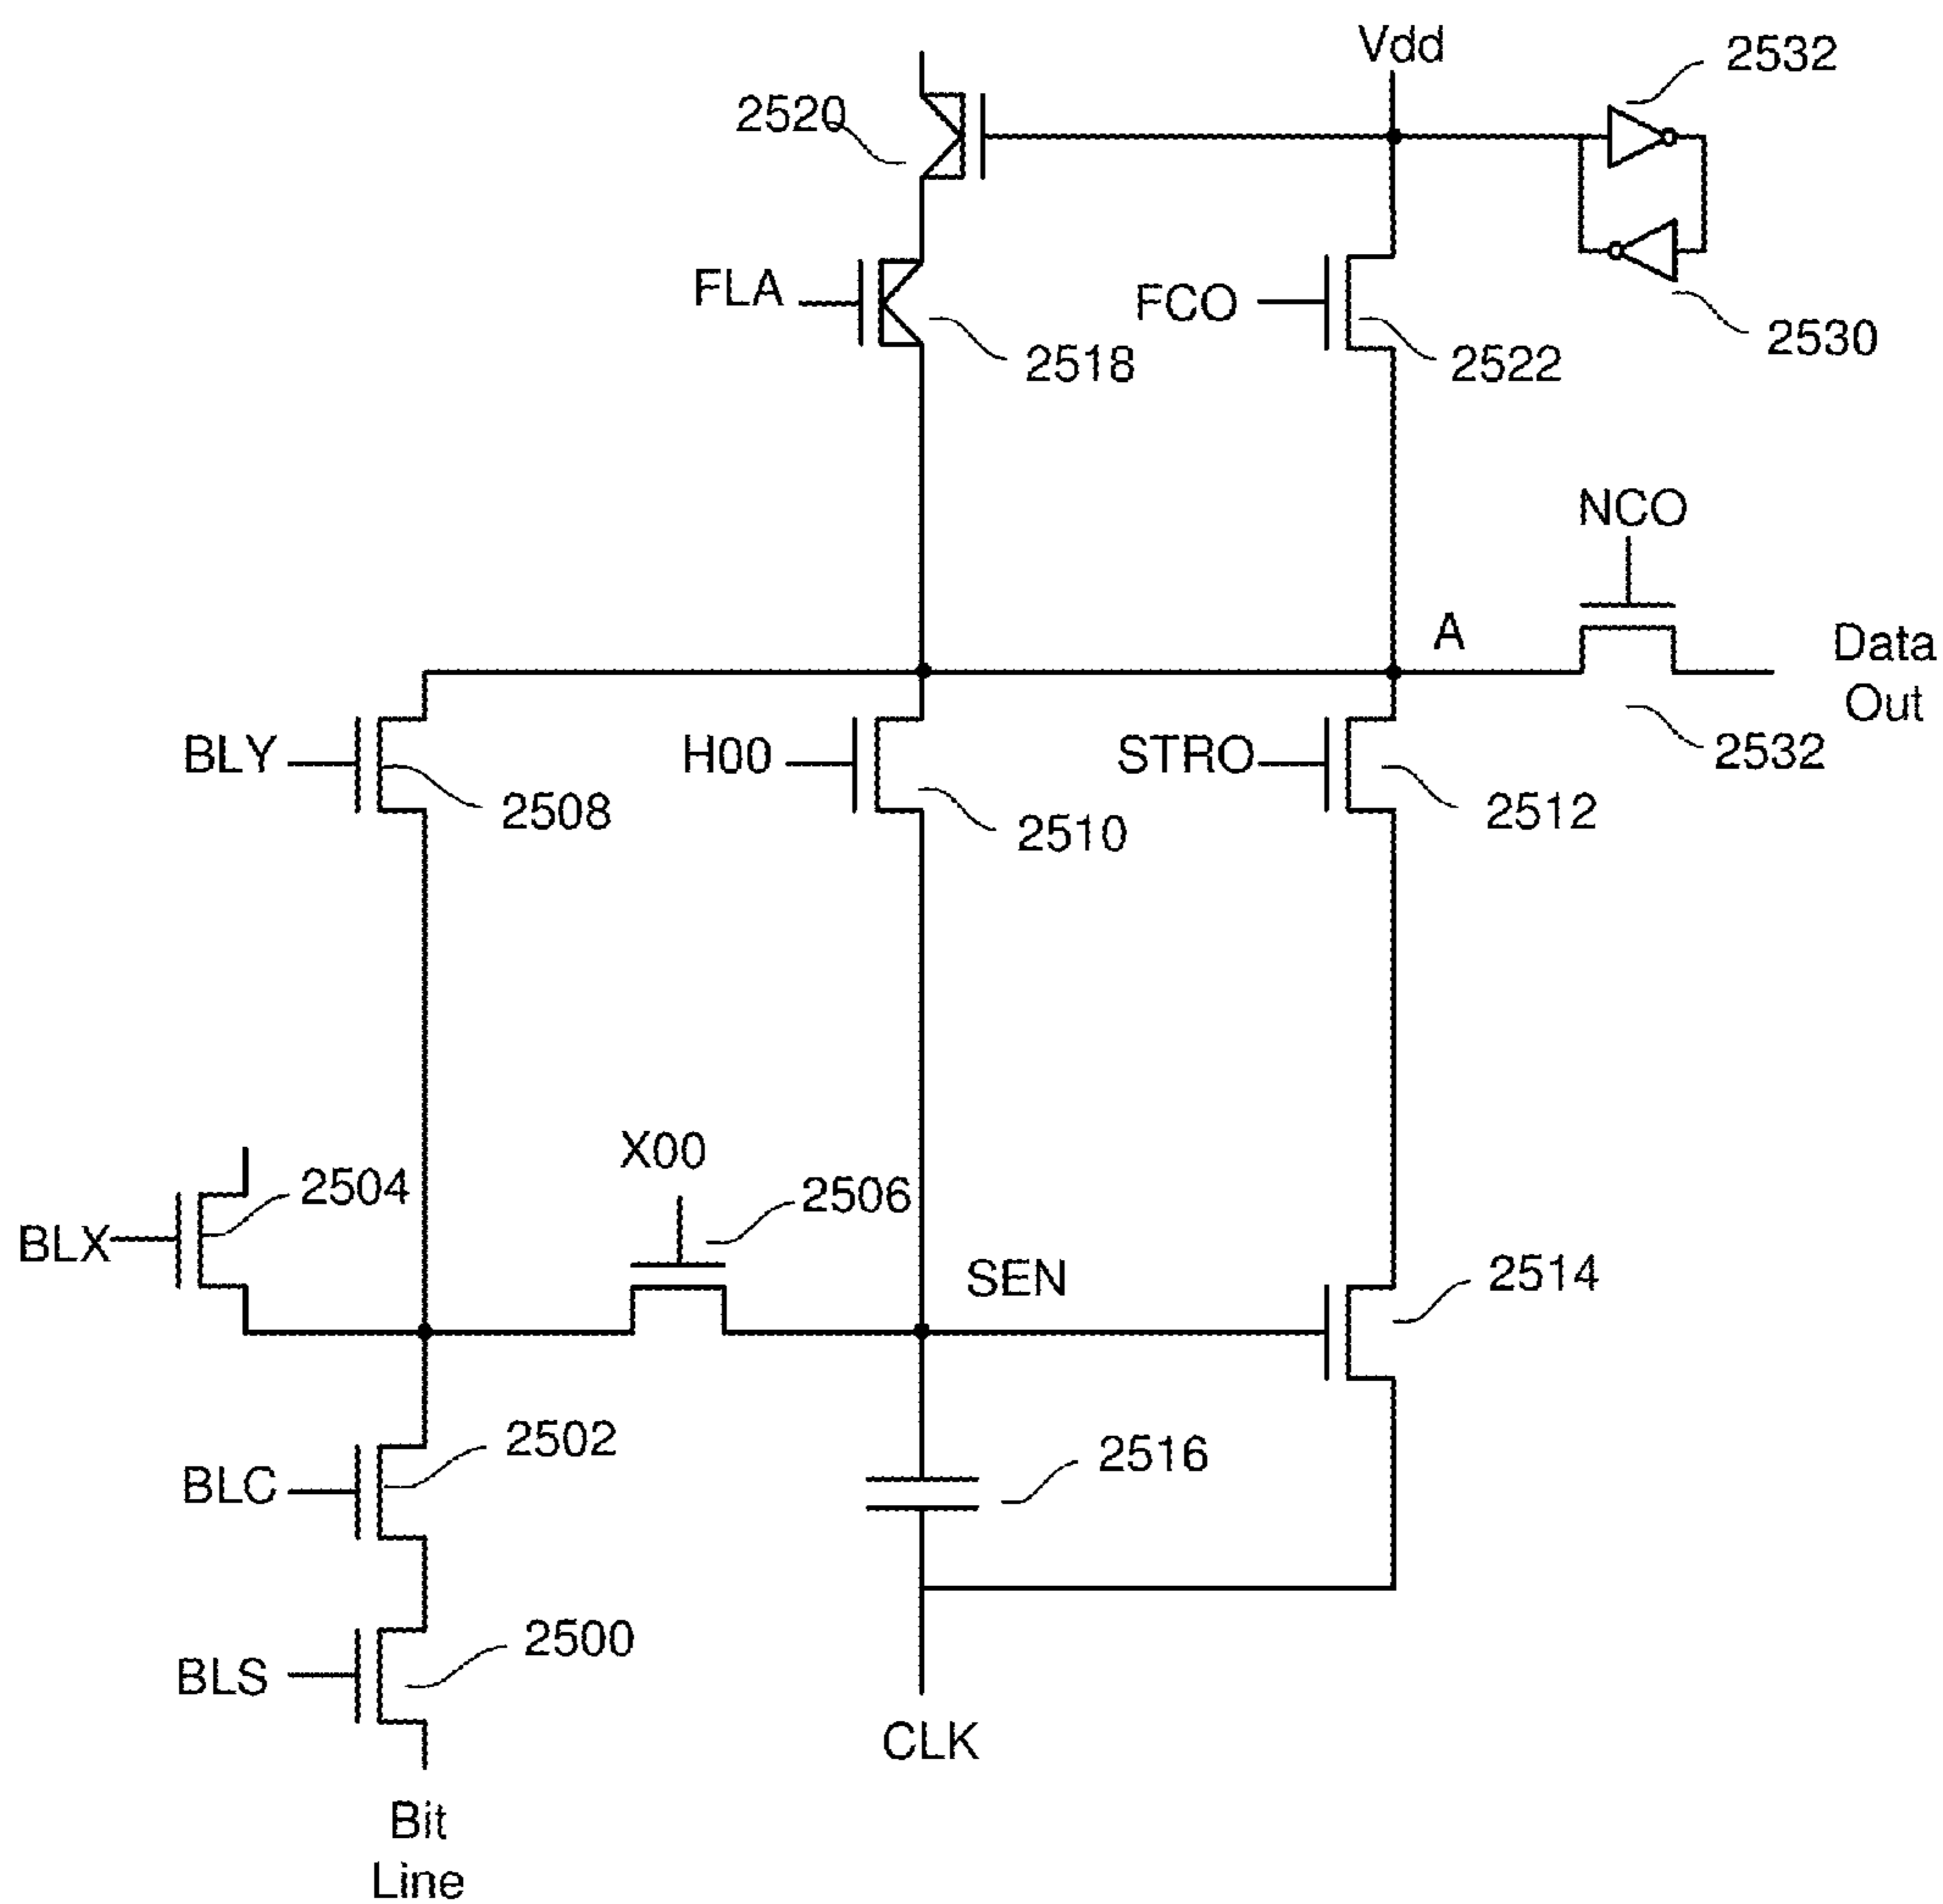 Vdd
2532
2520
FLA
FCO
2518
2522
2530
NCO
A
Data
Out
BLY
H00
STRO
2532
2508
2510
2512
X00
2504
2506
BLX
SEN
2514
2502
2516
BLC
2500
BLS
CLK
Bit
Line